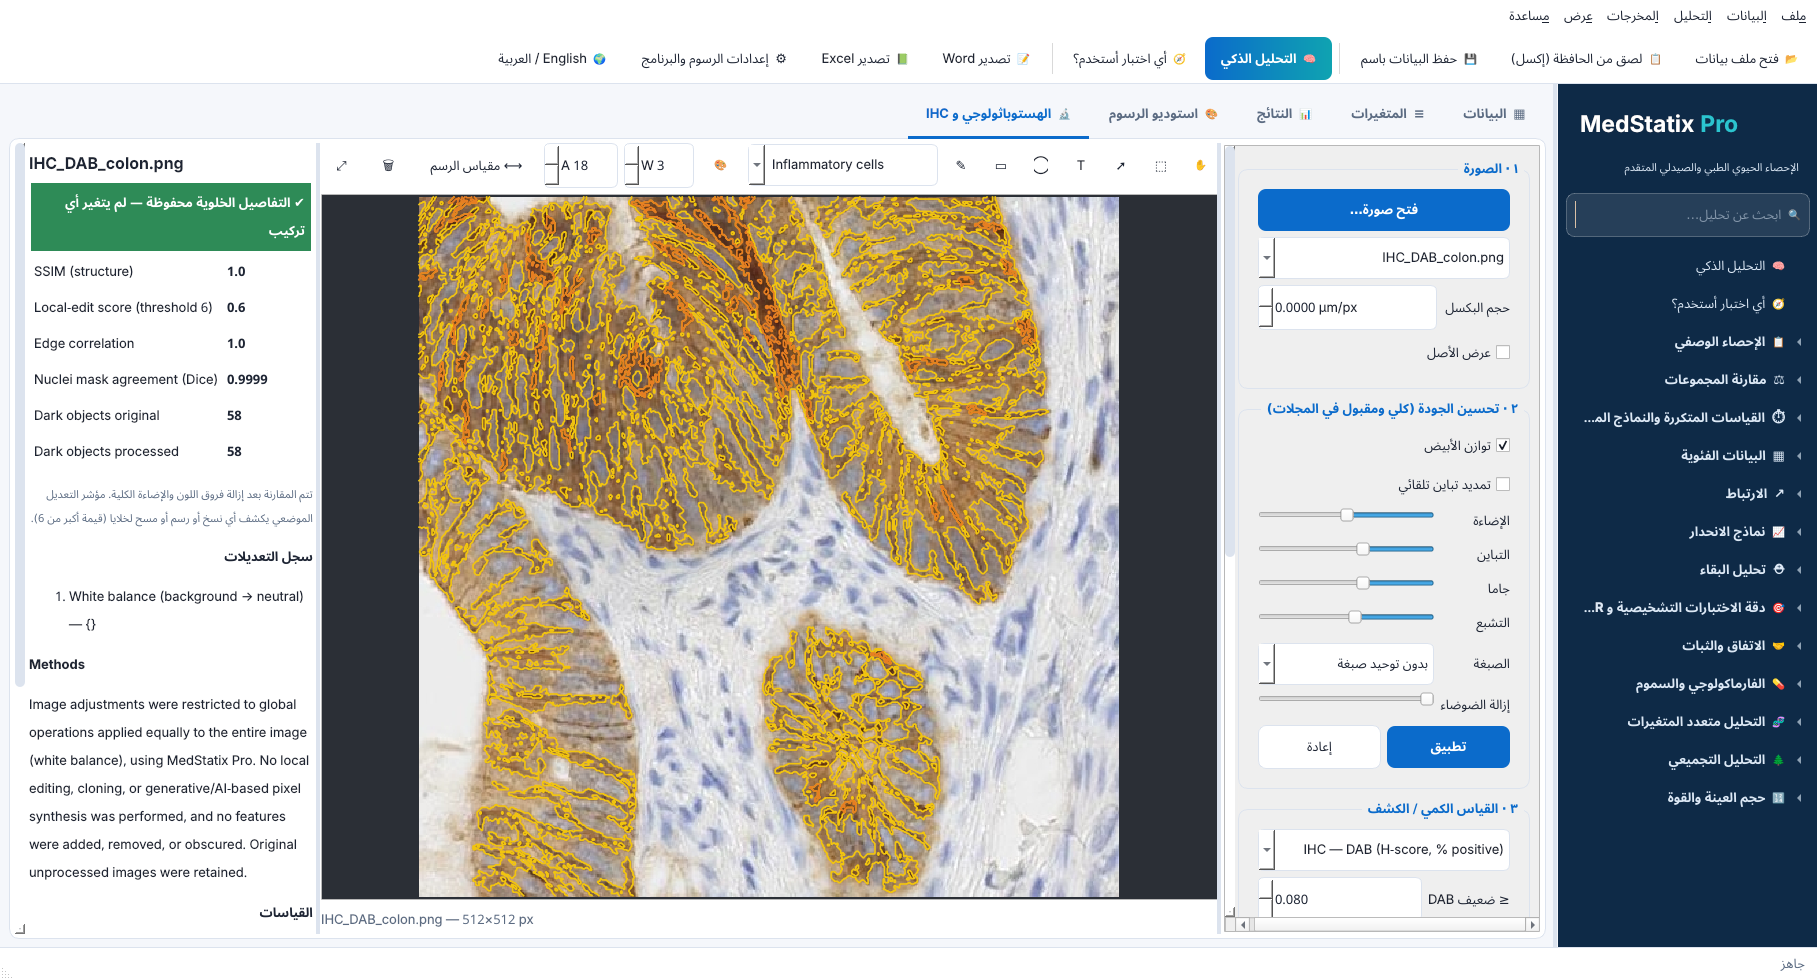 ملف
البيانات
التحليل
المخرجات
عرض
مساعدة
فتح ملف بيانات
لصق من الحافظة (إكسل)
حفظ البيانات باسم
التحليل الذكي
أي اختبار أستخدم؟
تصدير Word
تصدير Excel
إعدادات الرسوم والبرنامج
English / العربية
MedStatix Pro
الإحصاء الحيوي الطبي والصيدلي المتقدم
ابحث عن تحليل...
التحليل الذكي
أي اختبار أستخدم؟
الإحصاء الوصفي
مقارنة المجموعات
القياسات المتكررة والنماذج الم...
البيانات الفئوية
الارتباط
نماذج الانحدار
تحليل البقاء
دقة الاختبارات التشخيصية و R...
الاتفاق والثبات
الفارماكولوجي والسموم
التحليل متعدد المتغيرات
التحليل التجميعي
حجم العينة والقوة
البيانات
المتغيرات
النتائج
استوديو الرسوم
الهستوباثولوجي و IHC
١ · الصورة
فتح صورة...
IHC_DAB_colon.png
حجم البكسل
0.0000 µm/px
عرض الأصل
٢ · تحسين الجودة (كلي ومقبول في المجلات)
توازن الأبيض
تمديد تباين تلقائي
الإضاءة
التباين
جاما
التشبع
الصبغة
بدون توحيد صبغة
إزالة الضوضاء
تطبيق
إعادة
٣ · القياس الكمي / الكشف
IHC — DAB (H-score, % positive)
ضعيف DAB ≥
0.080
T
Inflammatory cells
W 3
A 18
مقياس الرسم
IHC_DAB_colon.png — 512×512 px
IHC_DAB_colon.png
✓ التفاصيل الخلوية محفوظة — لم يتغير أي
تركيب
SSIM (structure) 1.0
Local-edit score (threshold 6) 0.6
Edge correlation 1.0
Nuclei mask agreement (Dice) 0.9999
Dark objects original 58
Dark objects processed 58
تتم المقارنة بعد إزالة فروق اللون والإضاءة الكلية. مؤشر التعديل
الموضعي يكشف أي نسخ أو رسم أو مسح لخلايا (قيمة أكبر من 6).
سجل التعديلات
1. White balance (background → neutral)
— {}
Methods
Image adjustments were restricted to global
operations applied equally to the entire image
(white balance), using MedStatix Pro. No local
editing, cloning, or generative/AI-based pixel
synthesis was performed, and no features
were added, removed, or obscured. Original
unprocessed images were retained.
القياسات
جاهز